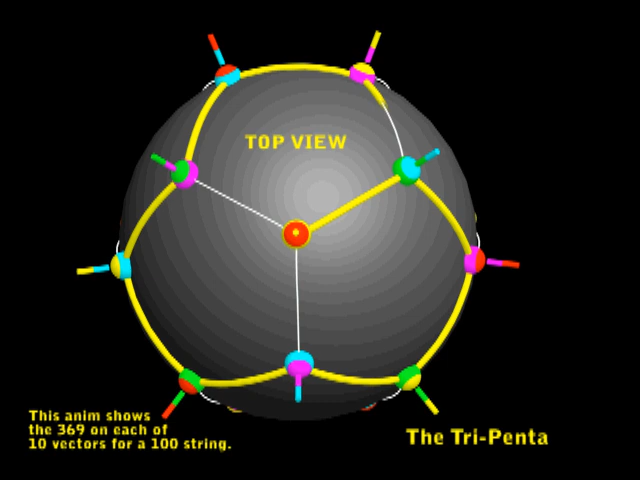 TOP VIEW
This anim shows
the 369 on each of
10 vectors for a 100 string.
The Tri-Penta